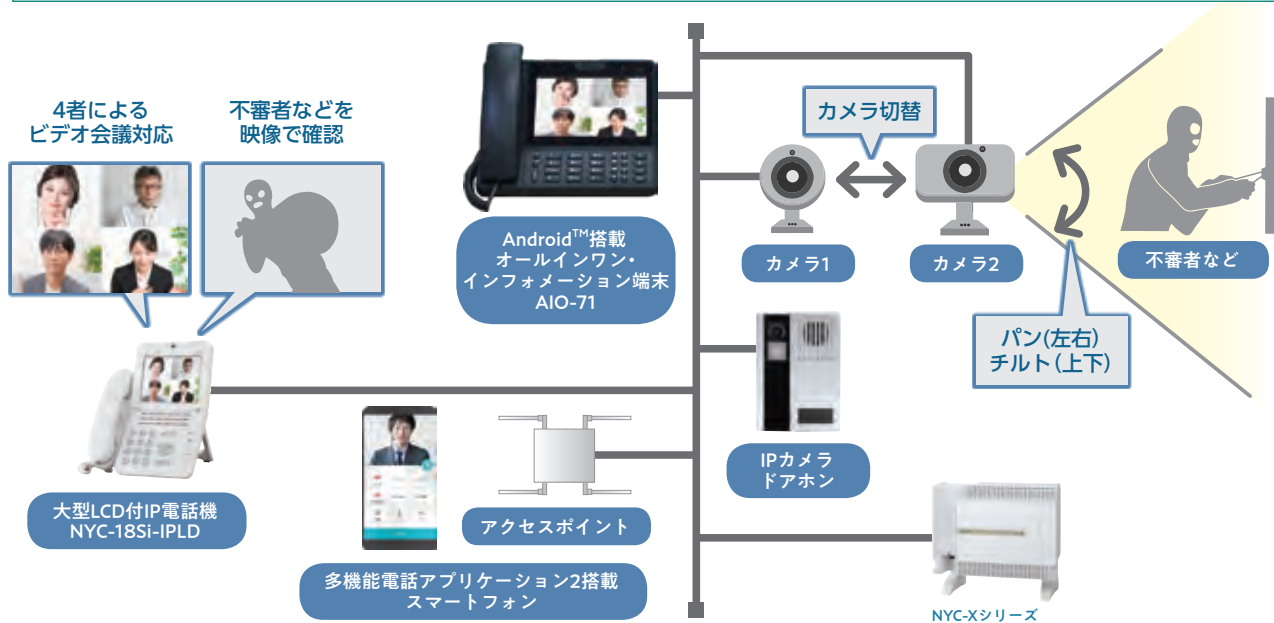 4者による
ビデオ会議対応
不審者などを
映像で確認
カメラ切替
Android™搭載
オールインワン・
インフォメーション端末
AIO-71
カメラ1
カメラ2
不審者など
パン(左右)
チルト(上下)
大型LCD付IP電話機
NYC-18Si-IPLD
アクセスポイント
IPカメラ
ドアホン
多機能電話アプリケーション2搭載
スマートフォン
NYC-Xシリーズ